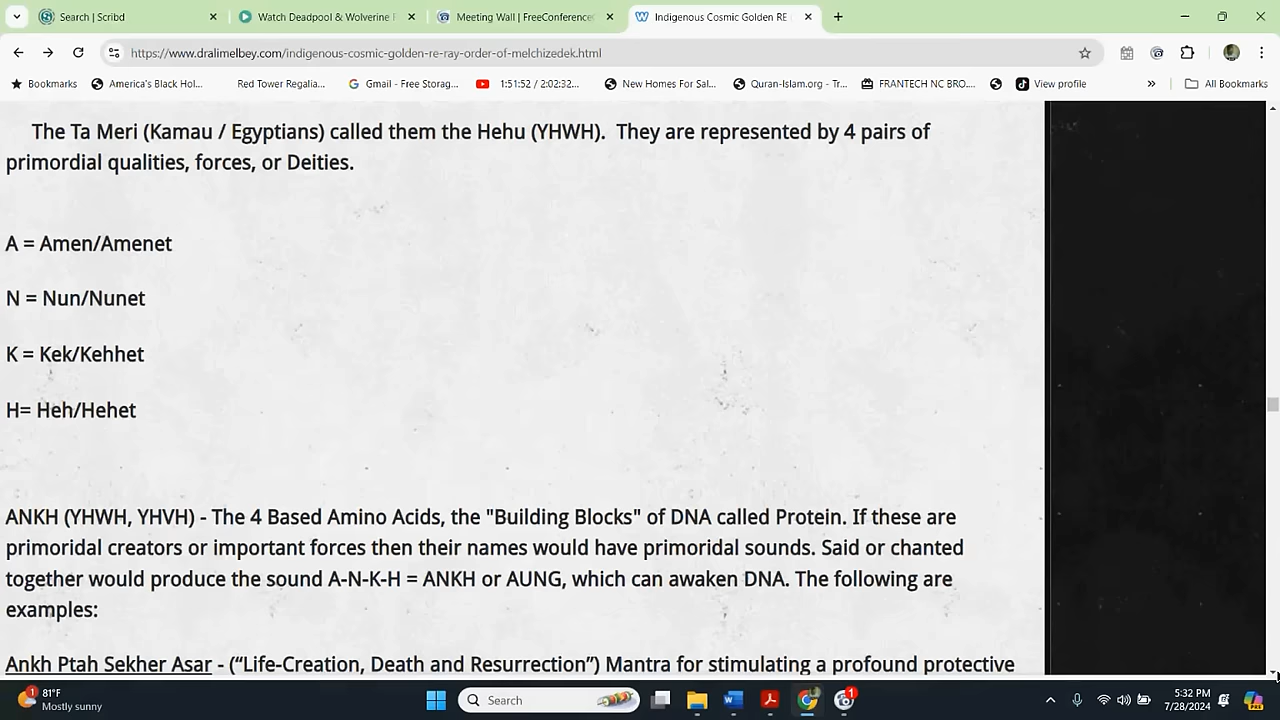 Search | Scribd
Watch Deadpool & Wolverine F
Meeting Wall | FreeConference
Indigenous Cosmic Golden RE
https://www.dralimelbey.com/indigenous-cosmic-golden-re-ray-order-of-melchizedek.html
Bookmarks
America's Black Hol...
Red Tower Regalia...
Gmail - Free Storag...
1:51:52 / 2:02:32...
New Homes For Sal...
Quran-Islam.org - Tr...
FRANTECH NC BRO....
View profile
»
All Bookmarks
The Ta Meri (Kamau / Egyptians) called them the Hehu (YHWH).  They are represented by 4 pairs of
primordial qualities, forces, or Deities.
A = Amen/Amenet
N = Nun/Nunet
K = Kek/Kehhet
H= Heh/Hehet
ANKH (YHWH, YHVH) - The 4 Based Amino Acids, the "Building Blocks" of DNA called Protein. If these are
primoridal creators or important forces then their names would have primoridal sounds. Said or chanted
together would produce the sound A-N-K-H = ANKH or AUNG, which can awaken DNA. The following are
examples:
Ankh Ptah Sekher Asar - (“Life-Creation, Death and Resurrection”) Mantra for stimulating a profound protective
1
81°F
Mostly sunny
Search
1
5:32 PM
7/28/2024